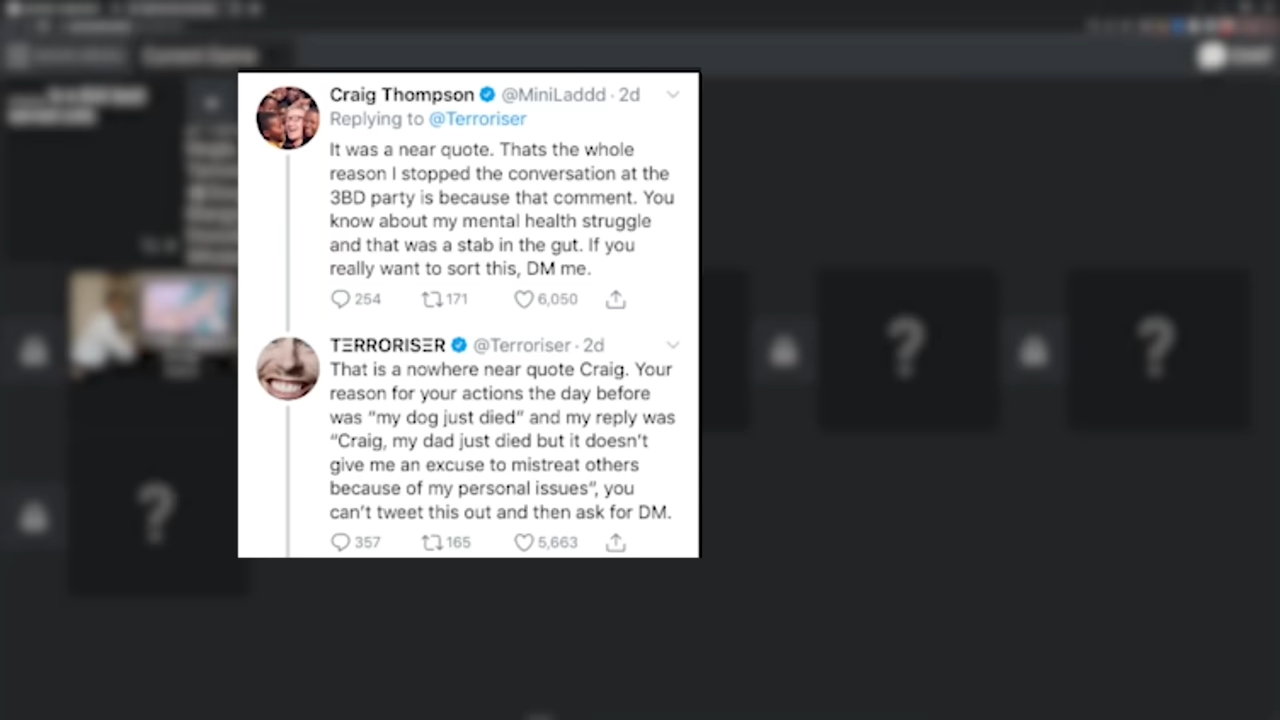 Craig Thompson @MiniLaddd · 2d
Replying to @Terroriser
It was a near quote. Thats the whole
reason I stopped the conversation at the
3BD party is because that comment. You
know about my mental health struggle
and that was a stab in the gut. If you
really want to sort this, DM me.
254 171 6,050
TΞRRORISΞR @Terroriser · 2d
That is a nowhere near quote Craig. Your
reason for your actions the day before
was “my dog just died” and my reply was
“Craig, my dad just died but it doesn't
give me an excuse to mistreat others
because of my personal issues”, you
can't tweet this out and then ask for DM.
357 165 5,663
?
?
?